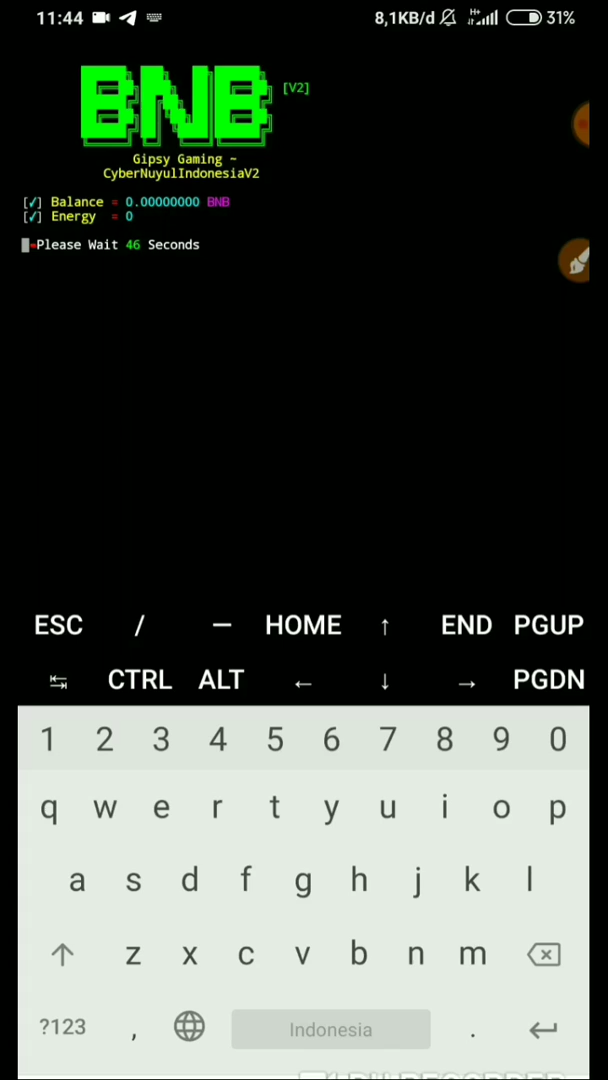 11:44 8,1KB/d H+ 31%
BNB [V2]
Gipsy Gaming ~
CyberNuyulIndonesiaV2
[✓] Balance = 0.00000000 BNB
[✓] Energy = 0
Please Wait 46 Seconds
ESC / — HOME ↑ END PGUP
↹ CTRL ALT ← ↓ → PGDN
1 2 3 4 5 6 7 8 9 0
q w e r t y u i o p
a s d f g h j k l
z x c v b n m
?123 , Indonesia .